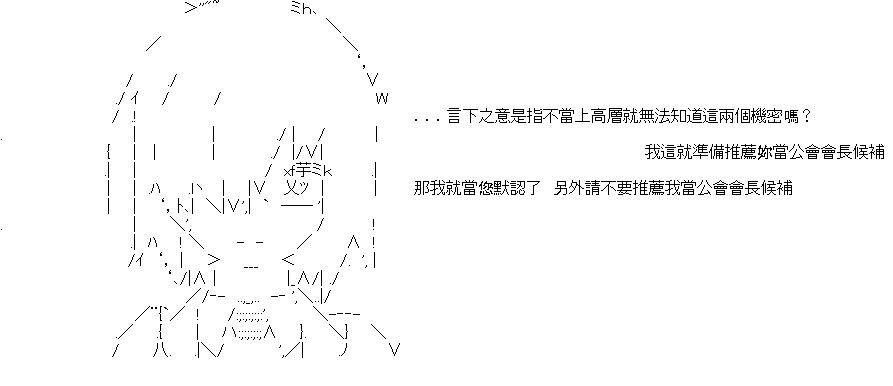 ...言下之意是指不當上高層就無法知道這兩個機密嗎？
我這就準備推薦妳當公會會長候補
那我就當您默認了 另外請不要推薦我當公會會長候補